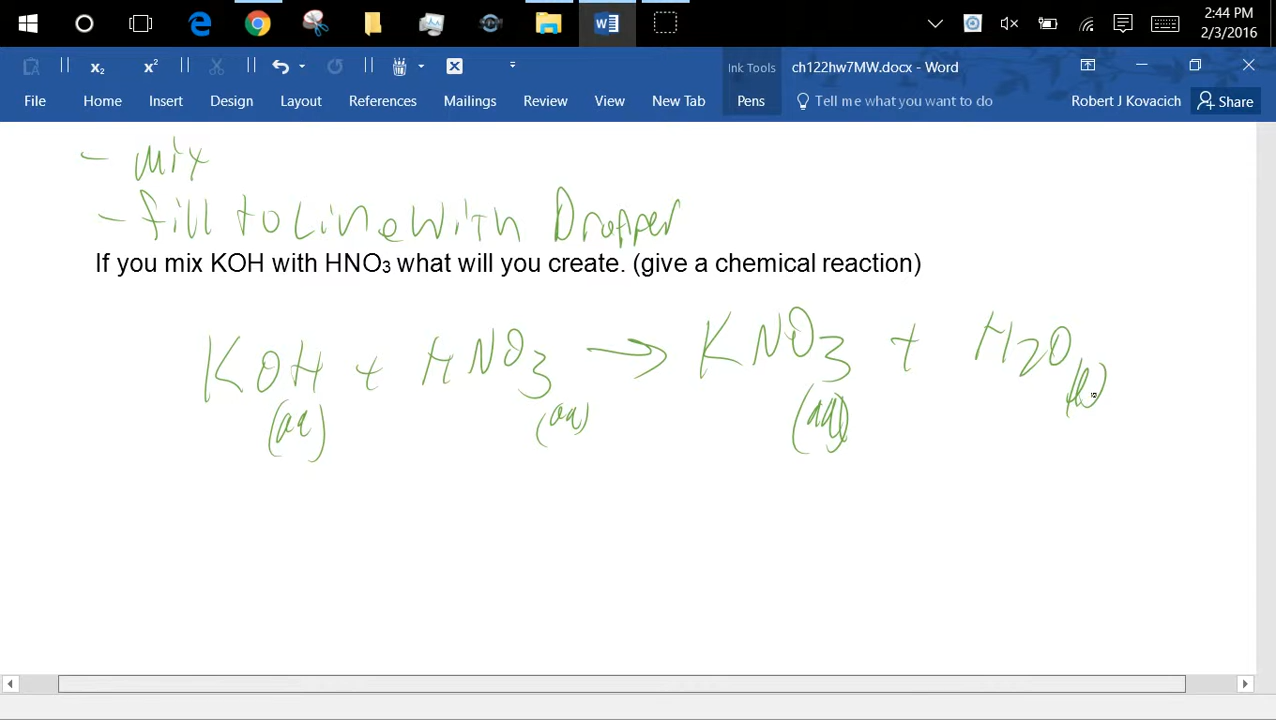 2:44 PM
2/3/2016
x₂ x² Ink Tools ch122hw7MW.docx - Word
File Home Insert Design Layout References Mailings Review View New Tab Pens Tell me what you want to do Robert J Kovacich Share
- mix
- fill to Line with Dropper
If you mix KOH with HNO₃ what will you create. (give a chemical reaction)
KOH + HNO₃ → KNO₃ + H₂O
(aq) (aq) (aq) (l)